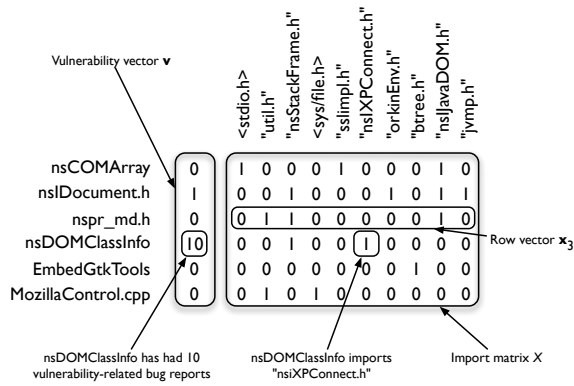 Vulnerability vector v
<stdio.h>
"util.h"
"nsStackFrame.h"
<sys/file.h>
"sslimpl.h"
"nsIXPConnect.h"
"orkinEnv.h"
"btree.h"
"nsIJavaDOM.h"
"jvmp.h"
nsCOMArray 0 1 0 0 0 1 0 0 0 1 0
nsIDocument.h 1 0 0 1 0 0 0 1 0 1 1
nspr_md.h 0 0 1 1 0 0 0 0 0 1 0
nsDOMClassInfo 10 0 0 1 0 0 1 0 0 0 0
EmbedGtkTools 0 0 0 0 0 0 0 0 1 0 0
MozillaControl.cpp 0 0 1 0 1 0 0 0 0 0 0
Row vector x3
nsDOMClassInfo has had 10
vulnerability-related bug reports
nsDOMClassInfo imports
"nsiXPConnect.h"
Import matrix X